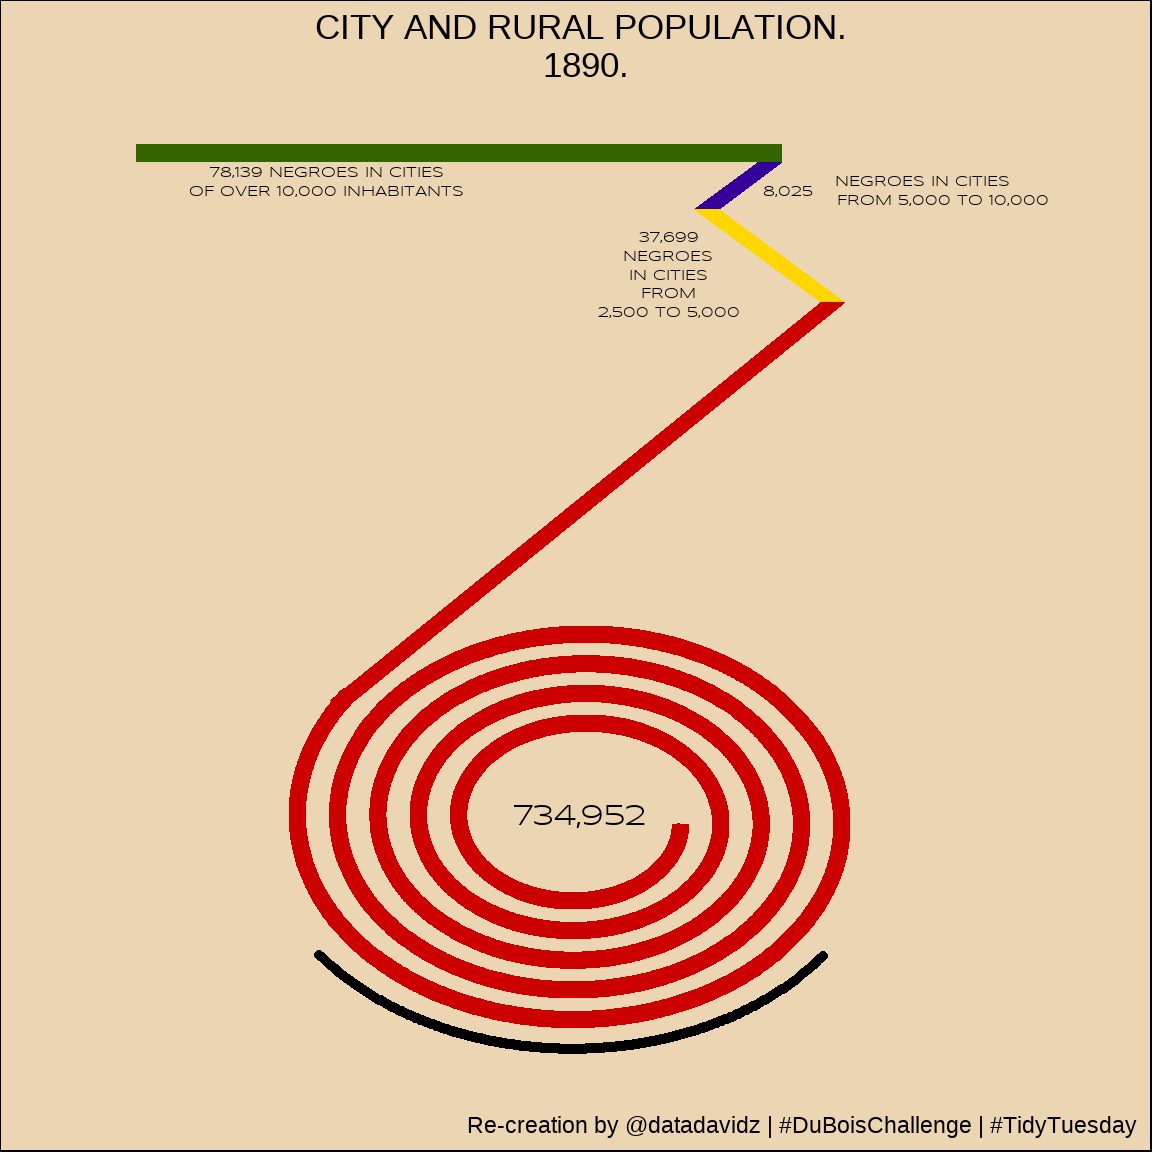 CITY AND RURAL POPULATION.
1890.
78,139 NEGROES IN CITIES
OF OVER 10,000 INHABITANTS
8,025
NEGROES IN CITIES
FROM 5,000 TO 10,000
37,699
NEGROES
IN CITIES
FROM
2,500 TO 5,000
734,952
Re-creation by @datadavidz | #DuBoisChallenge | #TidyTuesday